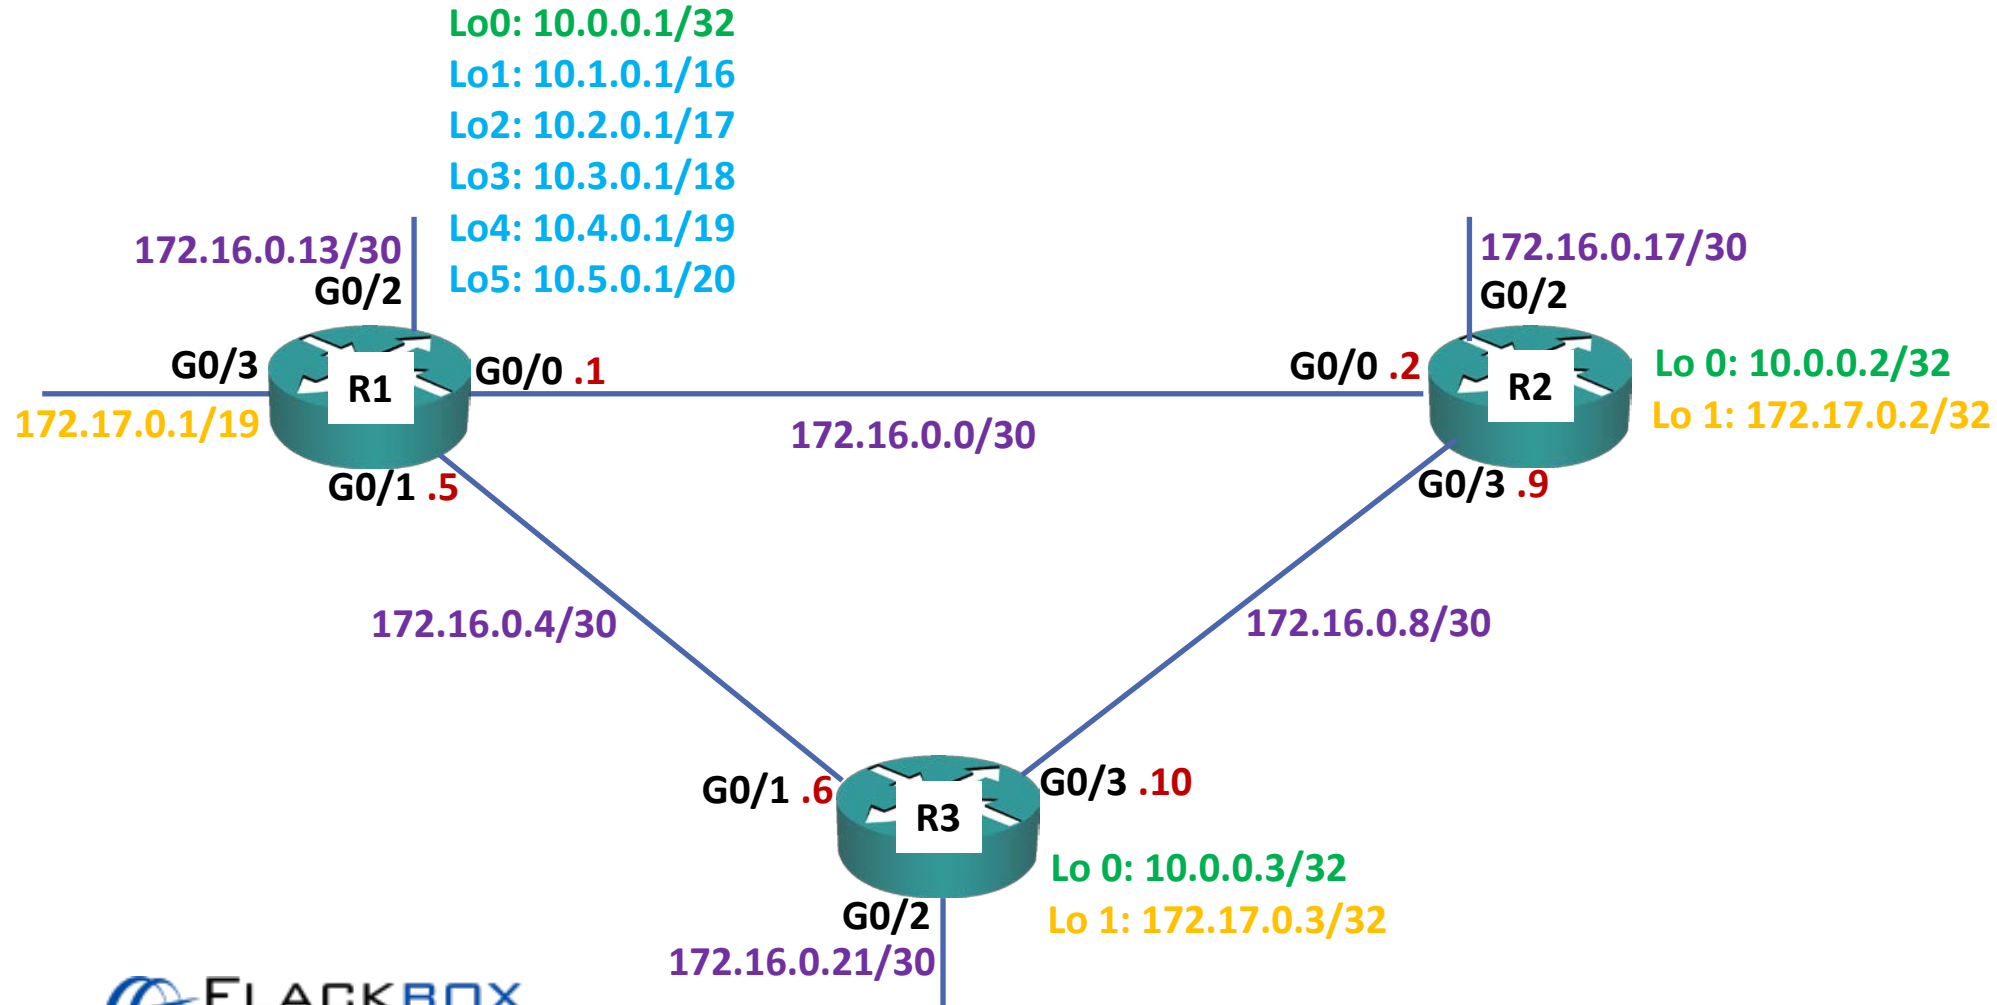 Lo0: 10.0.0.1/32
Lo1: 10.1.0.1/16
Lo2: 10.2.0.1/17
Lo3: 10.3.0.1/18
Lo4: 10.4.0.1/19
Lo5: 10.5.0.1/20
172.16.0.13/30
G0/2
172.16.0.17/30
G0/2
G0/3
R1
G0/0 .1
G0/0 .2
R2
Lo 0: 10.0.0.2/32
172.17.0.1/19
Lo 1: 172.17.0.2/32
172.16.0.0/30
G0/1 .5
G0/3 .9
172.16.0.4/30
172.16.0.8/30
G0/1 .6
G0/3 .10
R3
Lo 0: 10.0.0.3/32
G0/2
Lo 1: 172.17.0.3/32
172.16.0.21/30
FLACKBOX